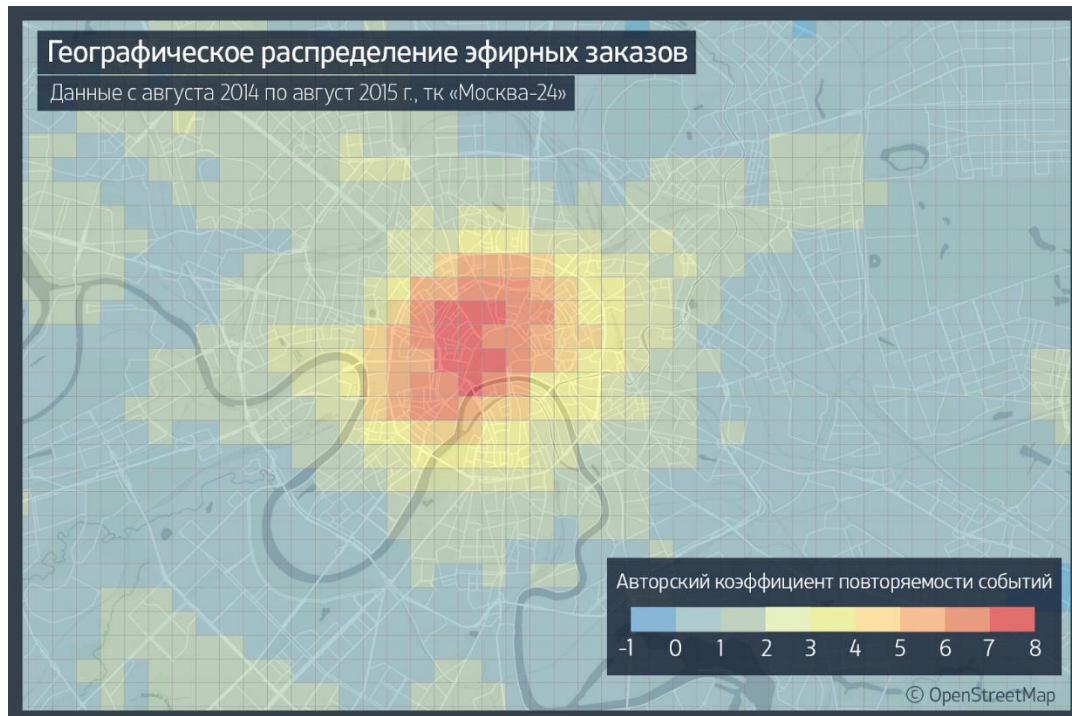 Географическое распределение эфирных заказов
Данные с августа 2014 по август 2015 г., тк «Москва-24»
Авторский коэффициент повторяемости событий
-1 0 1 2 3 4 5 6 7 8
© OpenStreetMap